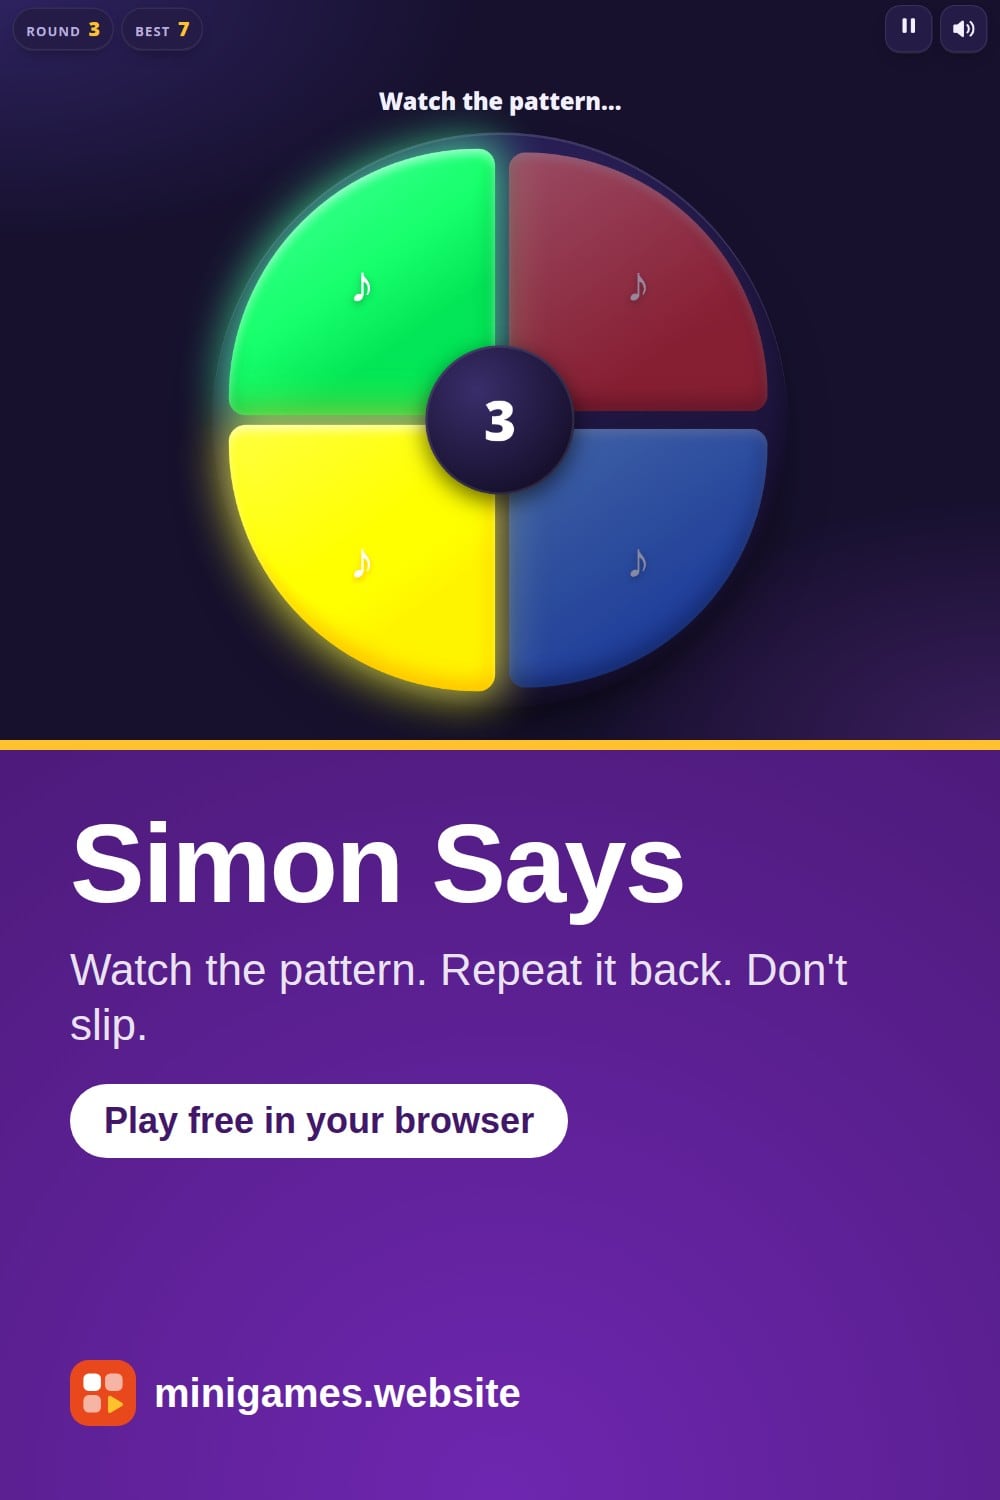 ROUND 3 BEST 7
Watch the pattern...
3
Simon Says
Watch the pattern. Repeat it back. Don't
slip.
Play free in your browser
minigames.website